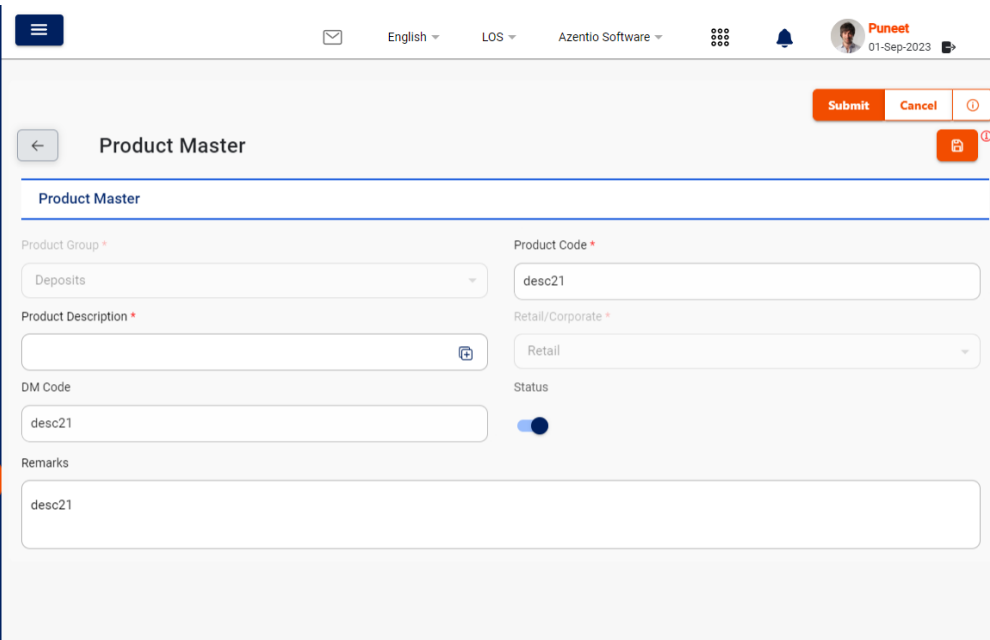 English LOS Azentio Software Puneet
01-Sep-2023
Submit Cancel
Product Master
Product Master
Product Group * Product Code *
Deposits desc21
Product Description * Retail/Corporate *
Retail
DM Code Status
desc21
Remarks
desc21